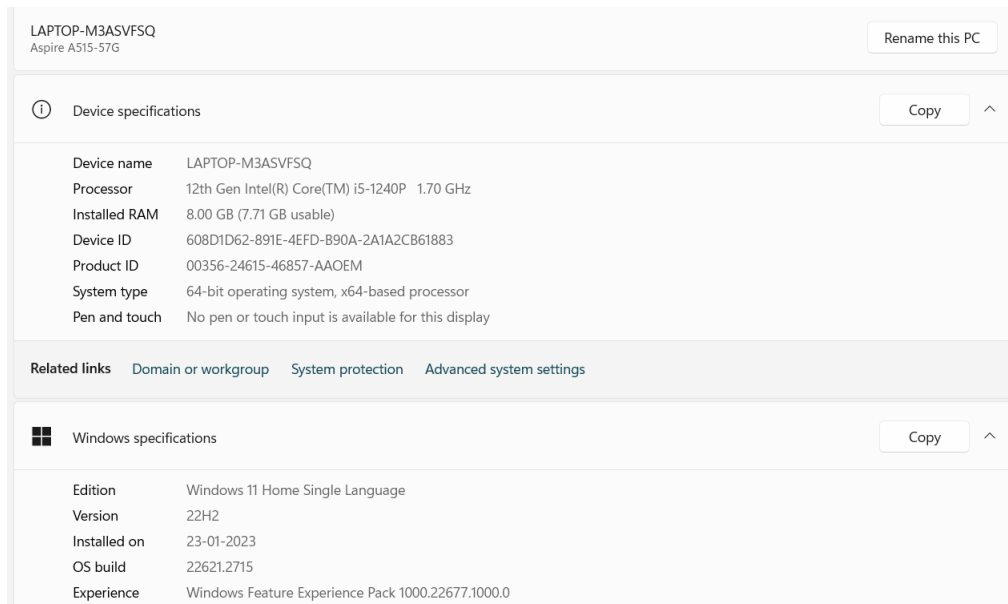 LAPTOP-M3ASVFSQ
Aspire A515-57G
Rename this PC
Device specifications
Copy
Device name LAPTOP-M3ASVFSQ
Processor 12th Gen Intel(R) Core(TM) i5-1240P 1.70 GHz
Installed RAM 8.00 GB (7.71 GB usable)
Device ID 608D1D62-891E-4EFD-B90A-2A1A2CB61883
Product ID 00356-24615-46857-AAOEM
System type 64-bit operating system, x64-based processor
Pen and touch No pen or touch input is available for this display
Related links Domain or workgroup System protection Advanced system settings
Windows specifications
Copy
Edition Windows 11 Home Single Language
Version 22H2
Installed on 23-01-2023
OS build 22621.2715
Experience Windows Feature Experience Pack 1000.22677.1000.0